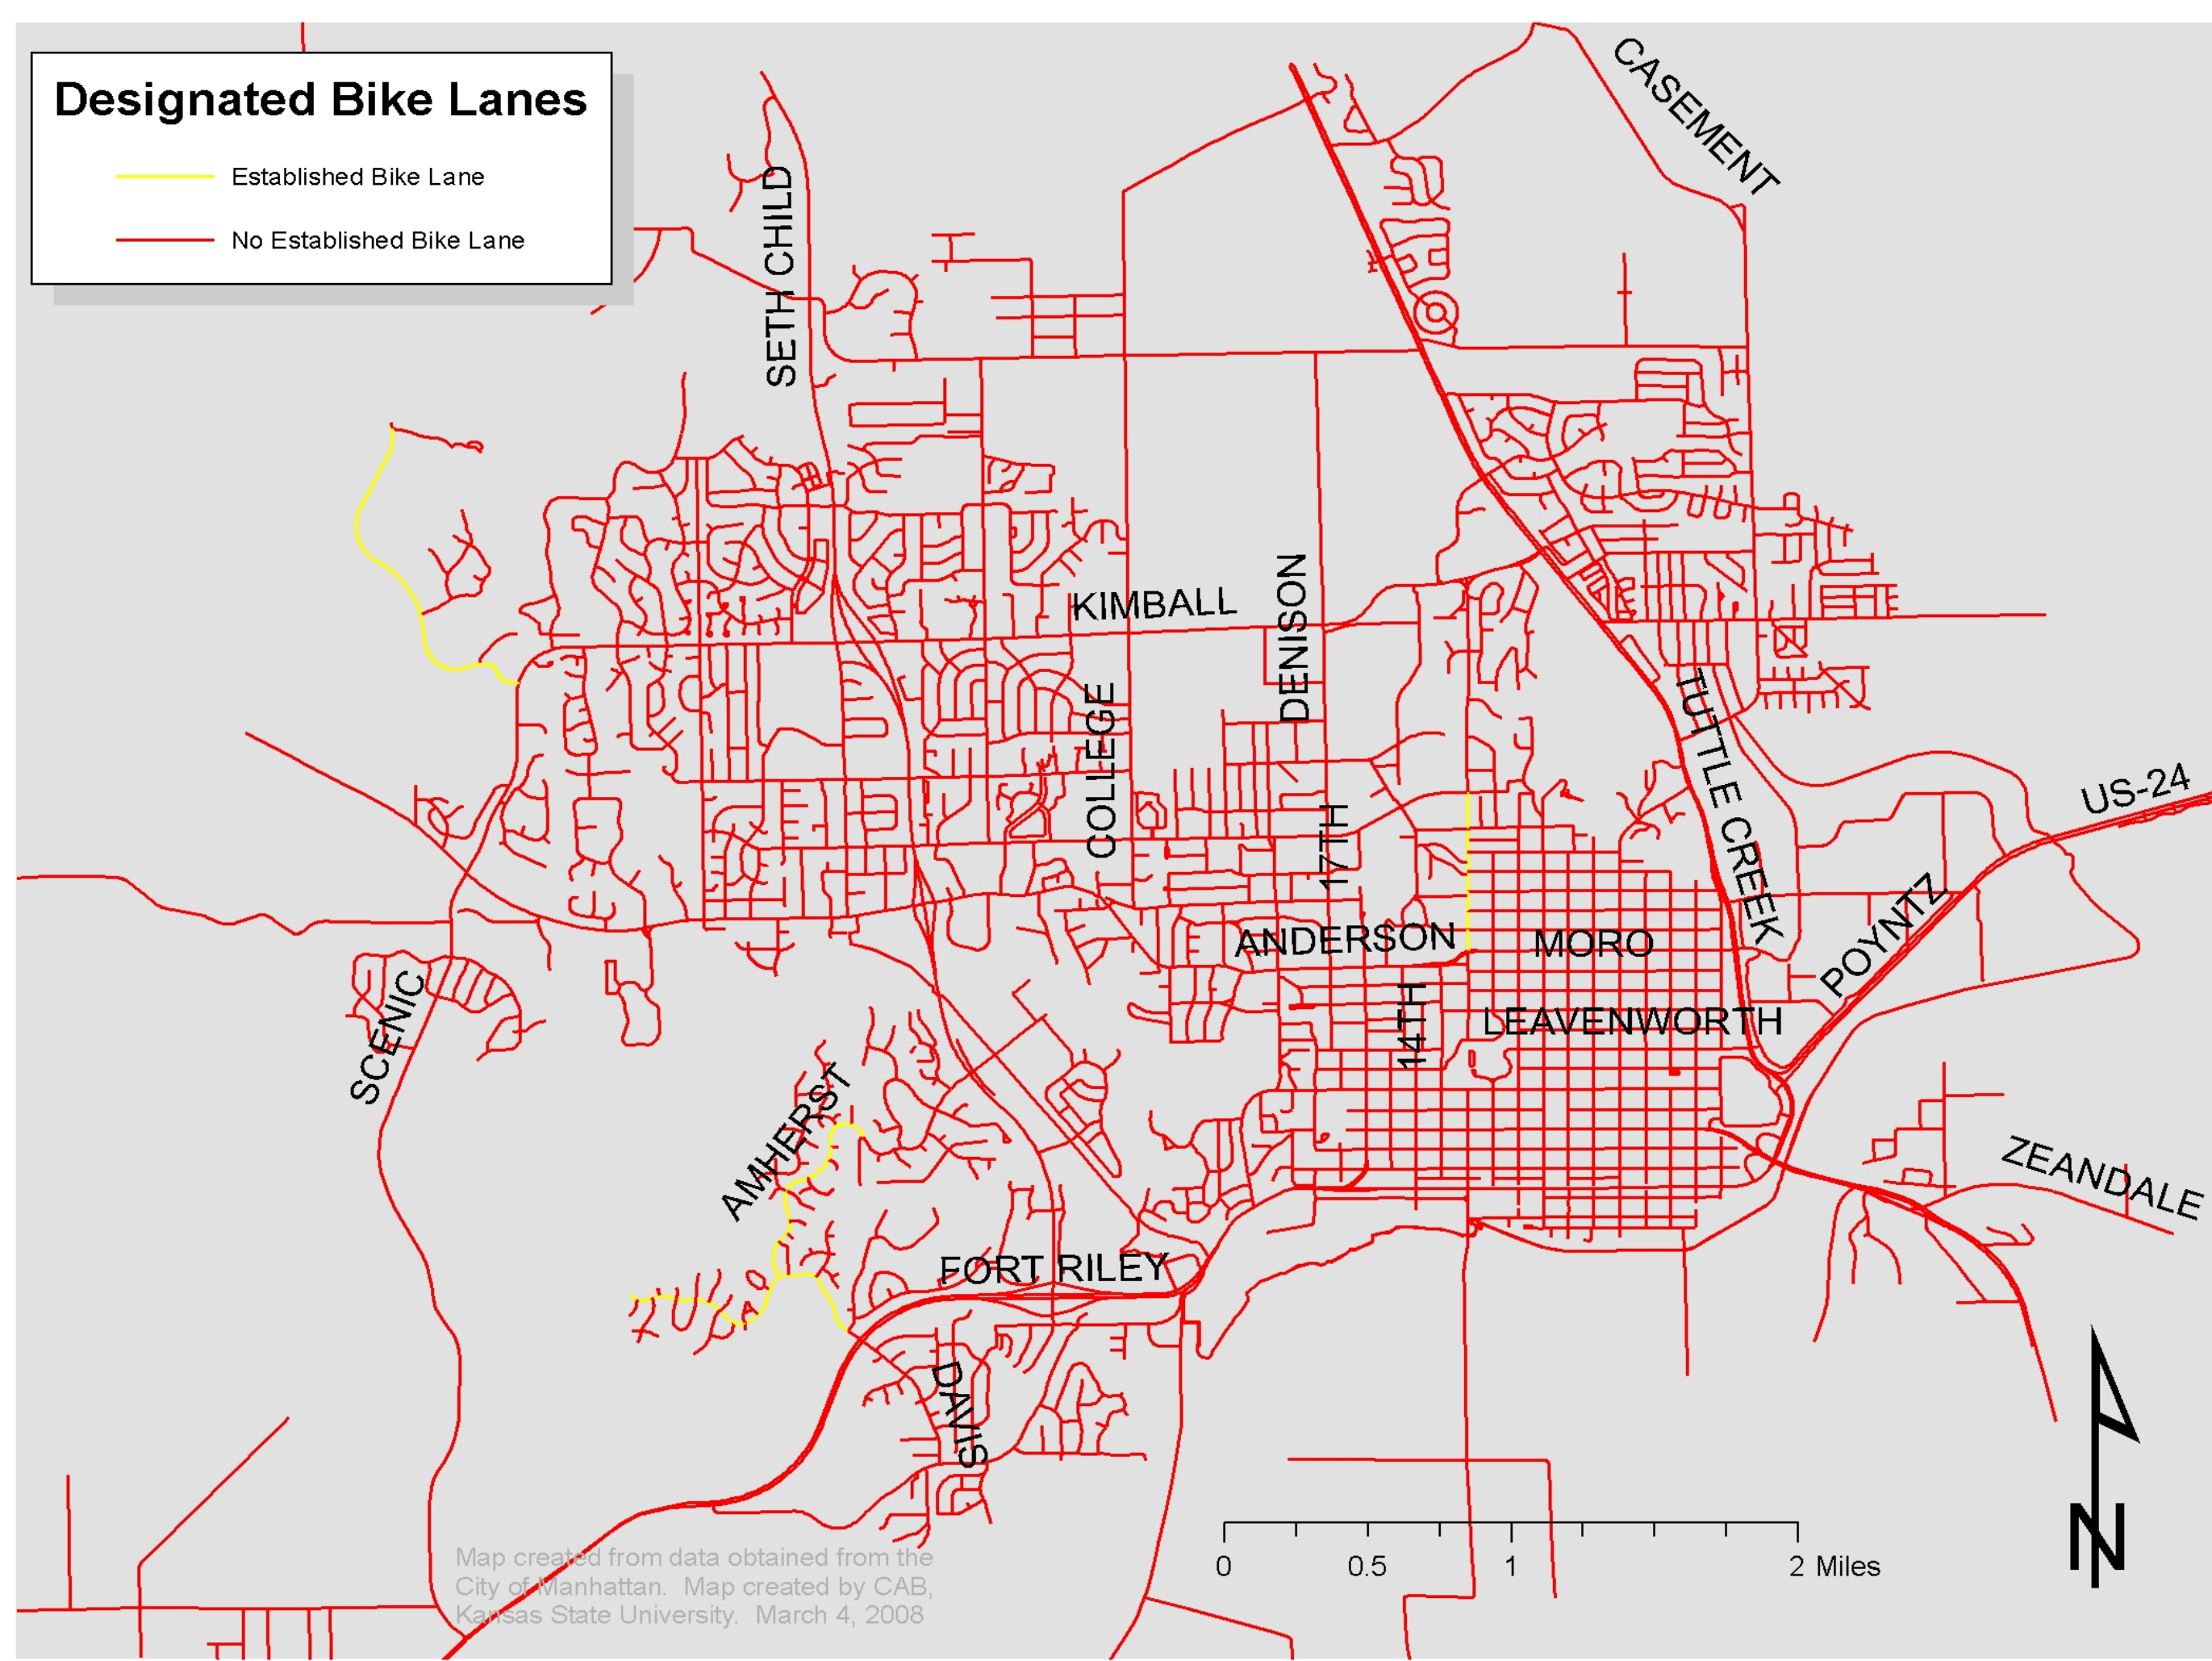 Designated Bike Lanes
Established Bike Lane
No Established Bike Lane
CASEMENT
SETH CHILD
KIMBALL
DENISON
COLLEGE
TUTTLE CREEK
US-24
17TH
POYNTZ
ANDERSON
MORO
SCENIC
14TH
LEAVENWORTH
AMHERST
ZEANDALE
FORT RILEY
DAVIS
0 0.5 1 2 Miles
N
Map created from data obtained from the
City of Manhattan. Map created by CAB,
Kansas State University. March 4, 2008